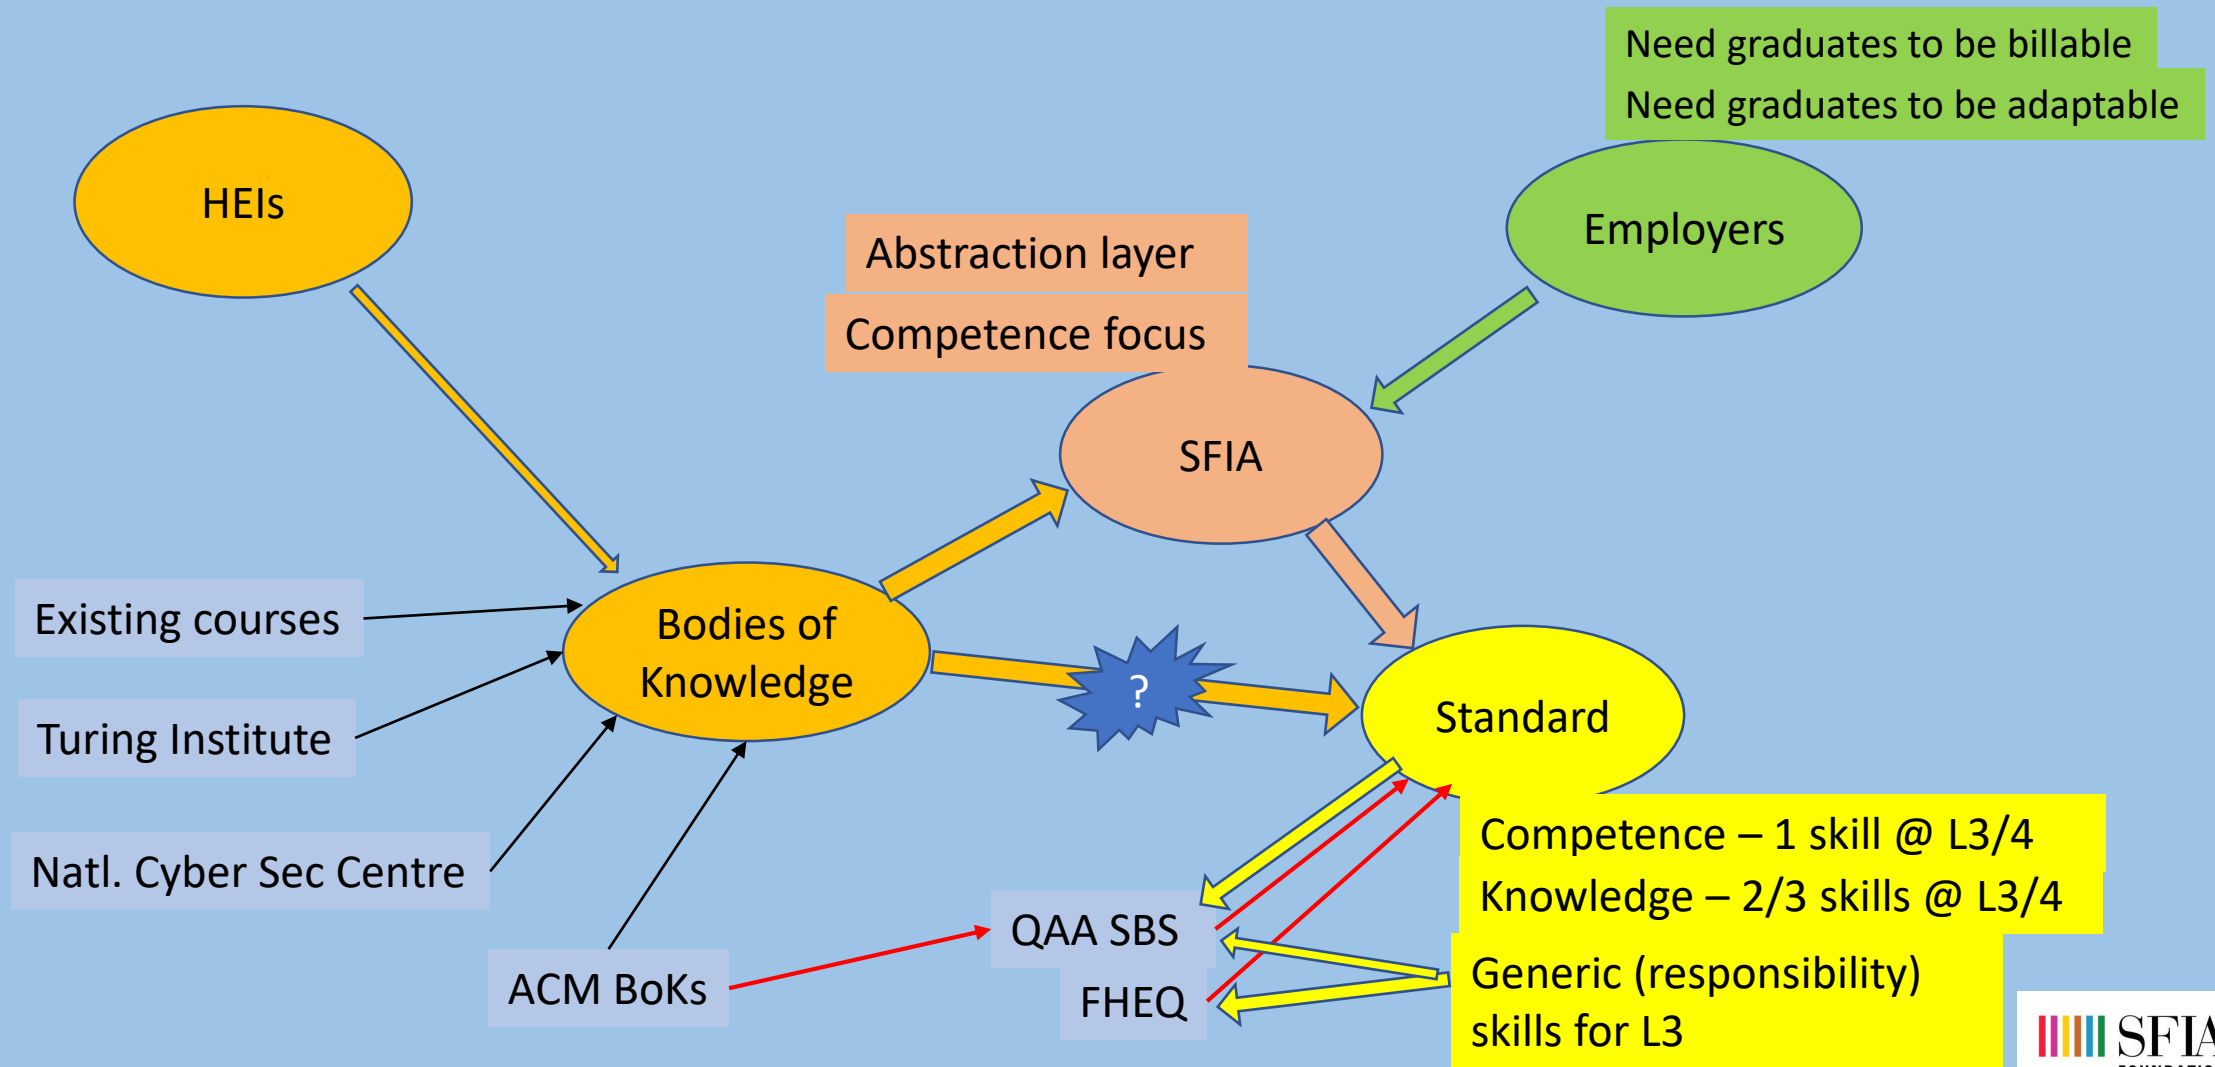 Need graduates to be billable
Need graduates to be adaptable
HEIs
Employers
Abstraction layer
Competence focus
SFIA
Existing courses
Bodies of
Knowledge
?
Turing Institute
Standard
Natl. Cyber Sec Centre
Competence – 1 skill @ L3/4
Knowledge – 2/3 skills @ L3/4
QAA SBS
ACM BoKs
FHEQ
Generic (responsibility)
skills for L3
SFIA